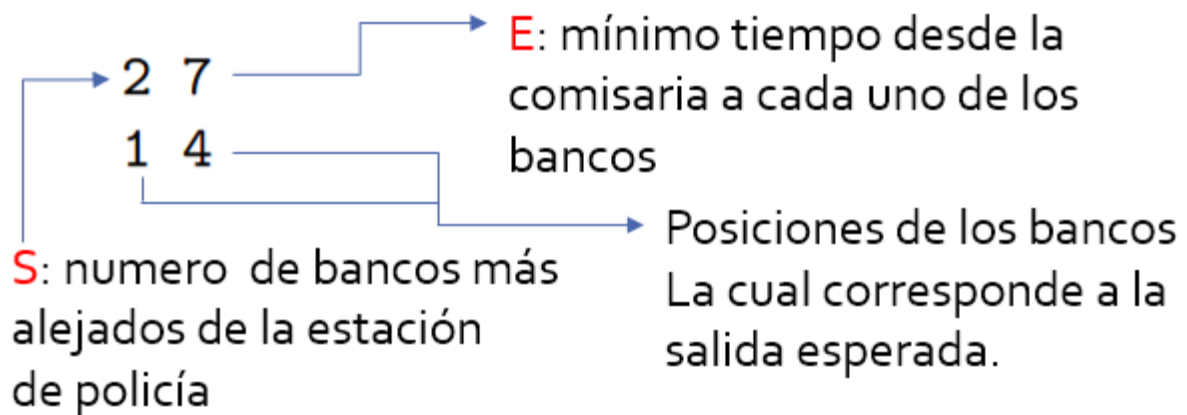 E: mínimo tiempo desde la
2 7
comisaria a cada uno de los
1 4
bancos
Posiciones de los bancos
S: numero de bancos más
La cual corresponde a la
alejados de la estación
salida esperada.
de policía